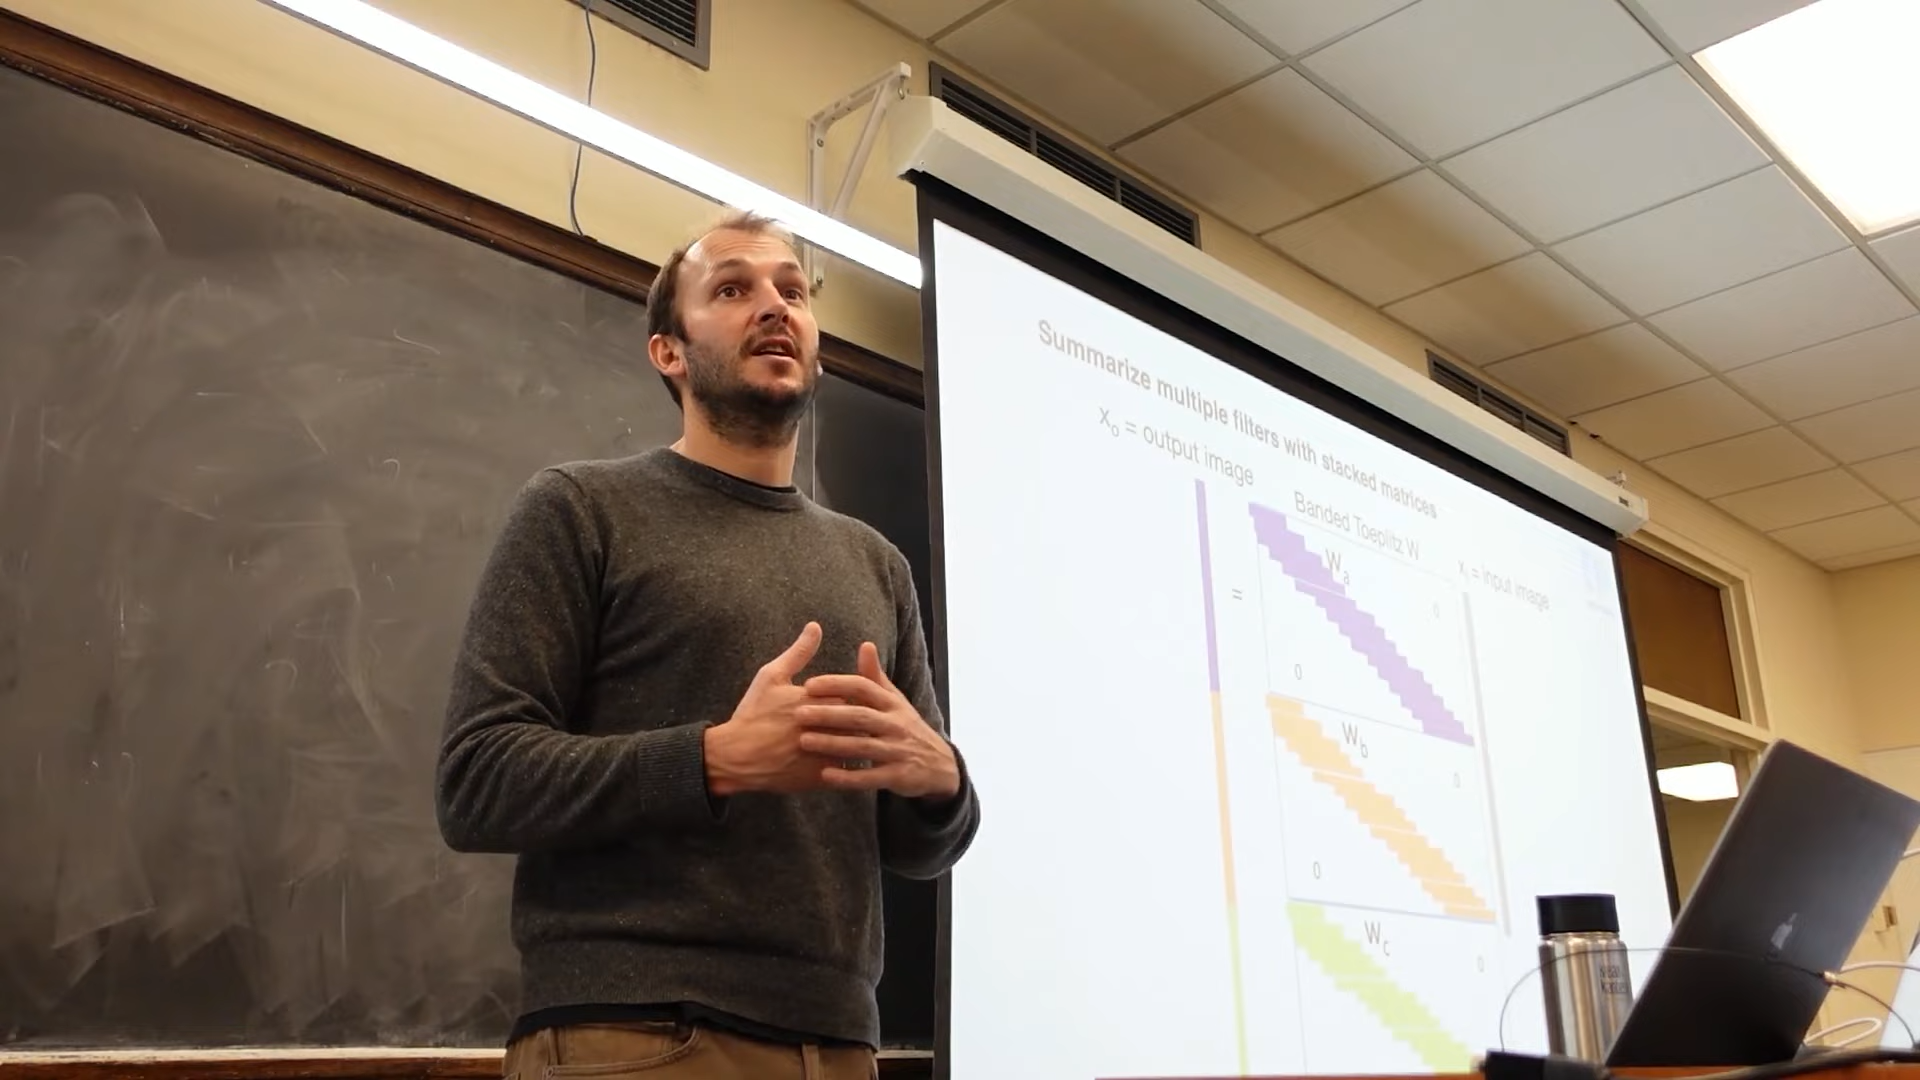 Summarize multiple filters with stacked matrices
Xo = output image
Banded Toeplitz W
Wa
xi = input image
=
0
0
Wb
0
0
Wc
0